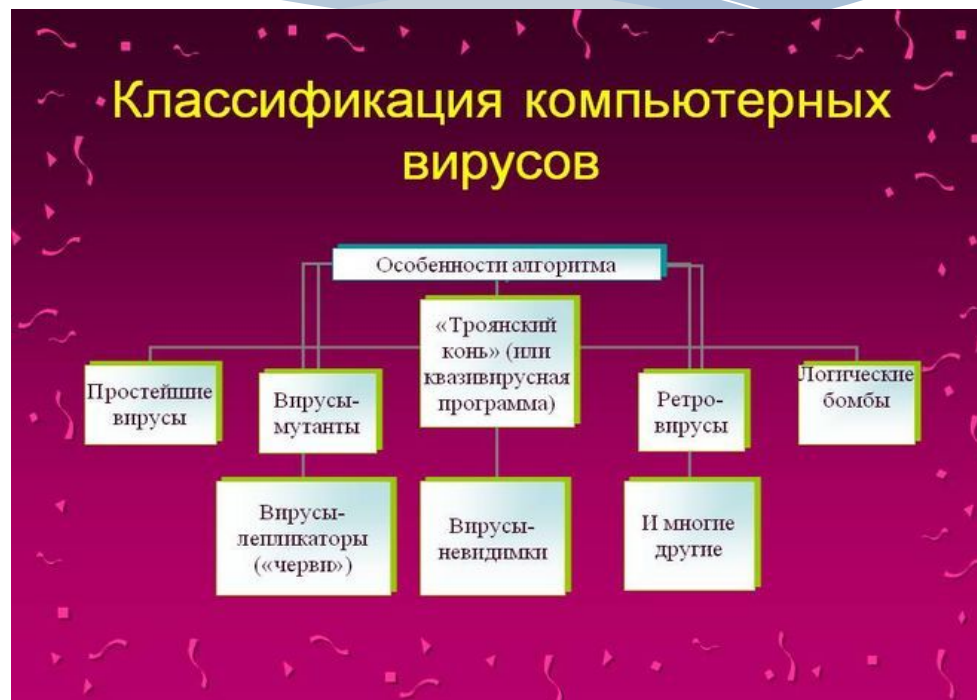 Классификация компьютерных
вирусов
Особенности алгоритма
«Троянский
конь» (или
квазивирусная
программа)
Простейшие
вирусы
Вирусы-
мутанты
Ретро-
вирусы
Логические
бомбы
Вирусы-
лепликаторы
(«черви»)
Вирусы-
невидимки
И многие
другие